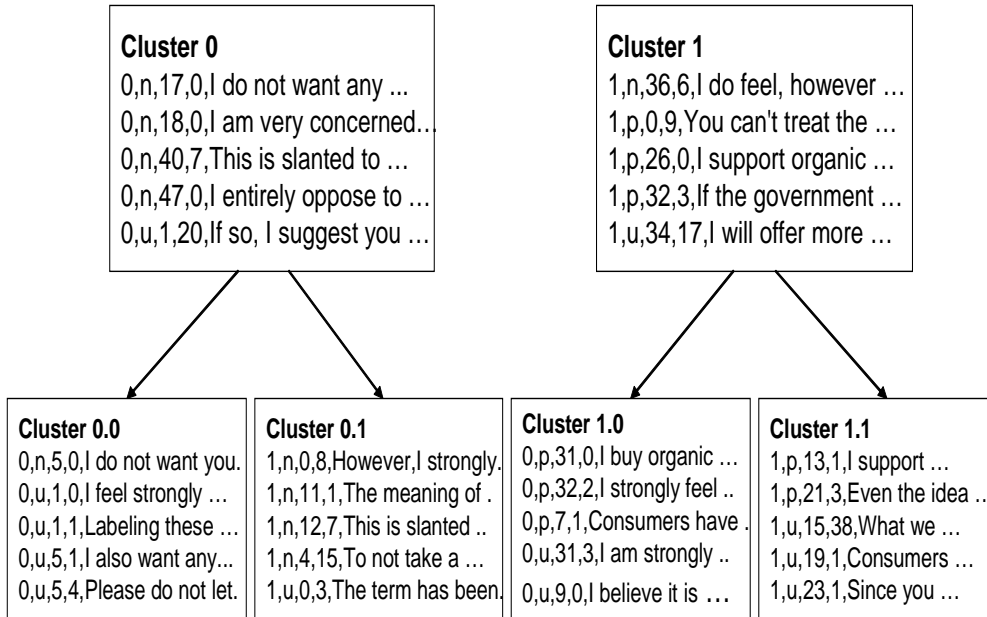 Cluster 0
0,n,17,0,I do not want any ...
0,n,18,0,I am very concerned…
0,n,40,7,This is slanted to …
0,n,47,0,I entirely oppose to …
0,u,1,20,If so, I suggest you …
Cluster 1
1,n,36,6,I do feel, however …
1,p,0,9,You can't treat the …
1,p,26,0,I support organic …
1,p,32,3,If the government …
1,u,34,17,I will offer more …
Cluster 0.0
0,n,5,0,I do not want you.
0,u,1,0,I feel strongly …
0,u,1,1,Labeling these …
0,u,5,1,I also want any...
0,u,5,4,Please do not let.
Cluster 0.1
1,n,0,8,However,I strongly.
1,n,11,1,The meaning of .
1,n,12,7,This is slanted ..
1,n,4,15,To not take a …
1,u,0,3,The term has been.
Cluster 1.0
0,p,31,0,I buy organic …
0,p,32,2,I strongly feel ..
0,p,7,1,Consumers have .
0,u,31,3,I am strongly ..
0,u,9,0,I believe it is …
Cluster 1.1
1,p,13,1,I support …
1,p,21,3,Even the idea ..
1,u,15,38,What we …
1,u,19,1,Consumers …
1,u,23,1,Since you …